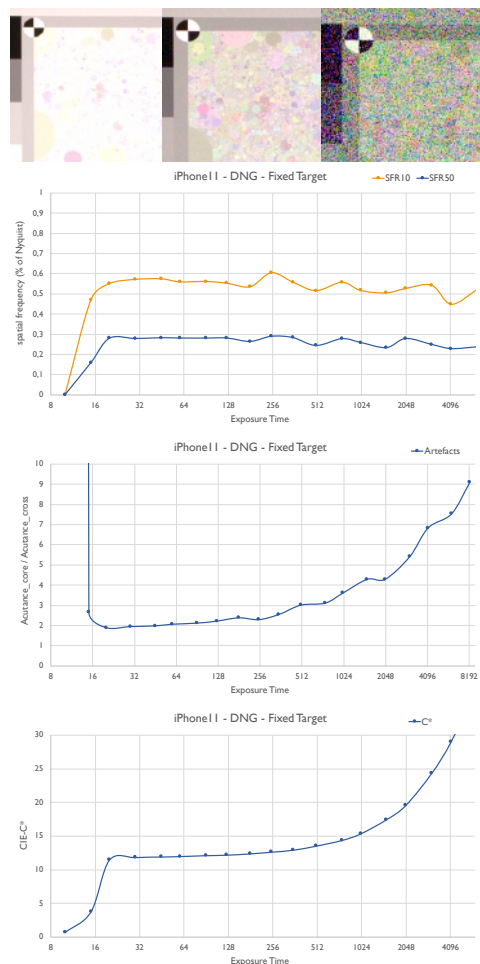 iPhone11 - DNG - Fixed Target
SFR10 SFR50
spatial frequency (% of Nyquist)
1
0,9
0,8
0,7
0,6
0,5
0,4
0,3
0,2
0,1
0
8 16 32 64 128 256 512 1024 2048 4096
Exposure Time
iPhone11 - DNG - Fixed Target
Artefacts
Acutance_core / Acutance_cross
10
9
8
7
6
5
4
3
2
1
0
8 16 32 64 128 256 512 1024 2048 4096 8192
Exposure Time
iPhone11 - DNG - Fixed Target
C*
CIE-C*
30
25
20
15
10
5
0
8 16 32 64 128 256 512 1024 2048 4096
Exposure Time